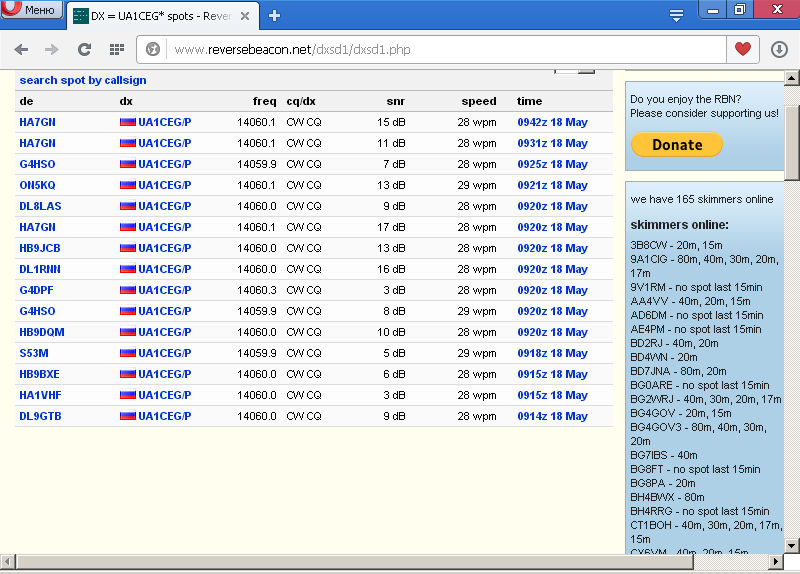 Меню
DX = UA1CEG* spots - Rever
www.reversebeacon.net/dxsd1/dxsd1.php
search spot by callsign
de dx freq cq/dx snr speed time
HA7GN UA1CEG/P 14060.1 CW CQ 15 dB 28 wpm 0942z 18 May
HA7GN UA1CEG/P 14060.1 CW CQ 11 dB 28 wpm 0931z 18 May
G4HSO UA1CEG/P 14059.9 CW CQ 7 dB 28 wpm 0925z 18 May
ON5KQ UA1CEG/P 14060.1 CW CQ 13 dB 29 wpm 0921z 18 May
DL8LAS UA1CEG/P 14060.0 CW CQ 9 dB 28 wpm 0920z 18 May
HA7GN UA1CEG/P 14060.1 CW CQ 17 dB 28 wpm 0920z 18 May
HB9JCB UA1CEG/P 14060.0 CW CQ 13 dB 28 wpm 0920z 18 May
DL1RNN UA1CEG/P 14060.0 CW CQ 16 dB 28 wpm 0920z 18 May
G4DPF UA1CEG/P 14060.3 CW CQ 3 dB 28 wpm 0920z 18 May
G4HSO UA1CEG/P 14059.9 CW CQ 8 dB 29 wpm 0920z 18 May
HB9DQM UA1CEG/P 14060.0 CW CQ 10 dB 28 wpm 0920z 18 May
S53M UA1CEG/P 14059.9 CW CQ 5 dB 29 wpm 0918z 18 May
HB9BXE UA1CEG/P 14060.0 CW CQ 6 dB 28 wpm 0915z 18 May
HA1VHF UA1CEG/P 14060.0 CW CQ 3 dB 28 wpm 0915z 18 May
DL9GTB UA1CEG/P 14060.0 CW CQ 9 dB 28 wpm 0914z 18 May
Do you enjoy the RBN?
Please consider supporting us!
Donate
we have 165 skimmers online
skimmers online:
3B8CW - 20m, 15m
9A1CIG - 80m, 40m, 30m, 20m,
17m
9V1RM - no spot last 15min
AA4VV - 40m, 20m, 15m
AD6DM - no spot last 15min
AE4PM - no spot last 15min
BD2RJ - 40m, 20m
BD4WN - 20m
BD7JNA - 80m, 20m
BG0ARE - no spot last 15min
BG2WRJ - 40m, 30m, 20m, 17m
BG4GOV - 20m, 15m
BG4GOV3 - 80m, 40m, 30m,
20m
BG7IBS - 40m
BG8FT - no spot last 15min
BG8PA - 20m
BH4BWX - 80m
BH4RRG - no spot last 15min
CT1BOH - 40m, 30m, 20m, 17m,
15m
CX6VM - 40m, 20m, 15m